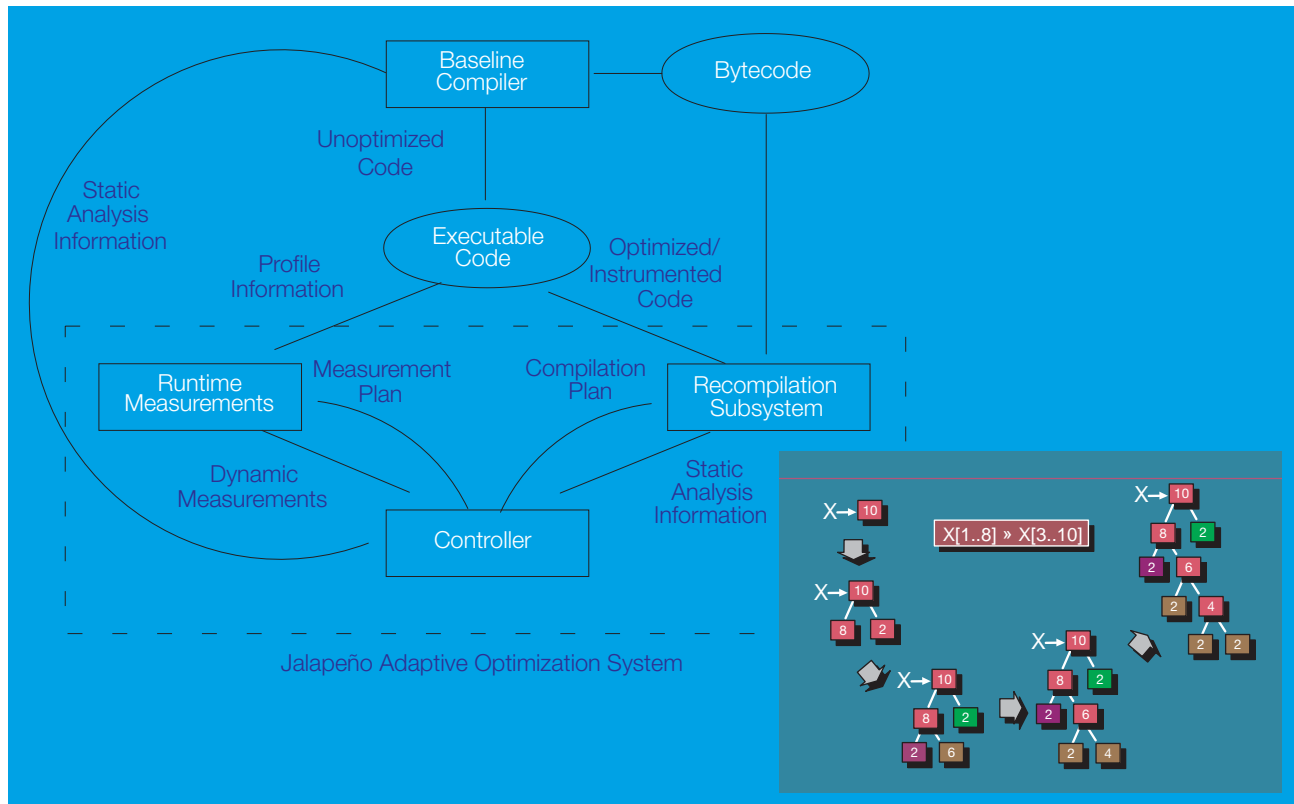 Baseline
Compiler
Bytecode
Unoptimized
Code
Static
Analysis
Information
Executable
Code
Profile
Information
Optimized/
Instrumented
Code
Runtime
Measurements
Measurement
Plan
Compilation
Plan
Recompilation
Subsystem
Dynamic
Measurements
Static
Analysis
Information
Controller
Jalapeño Adaptive Optimization System
X 10
X[1..8] » X[3..10]
X 10
8 2
2 6
2 4
2 2
X 10
8 2
X 10
8 2
2 6
X 10
8 2
2 6
2 4